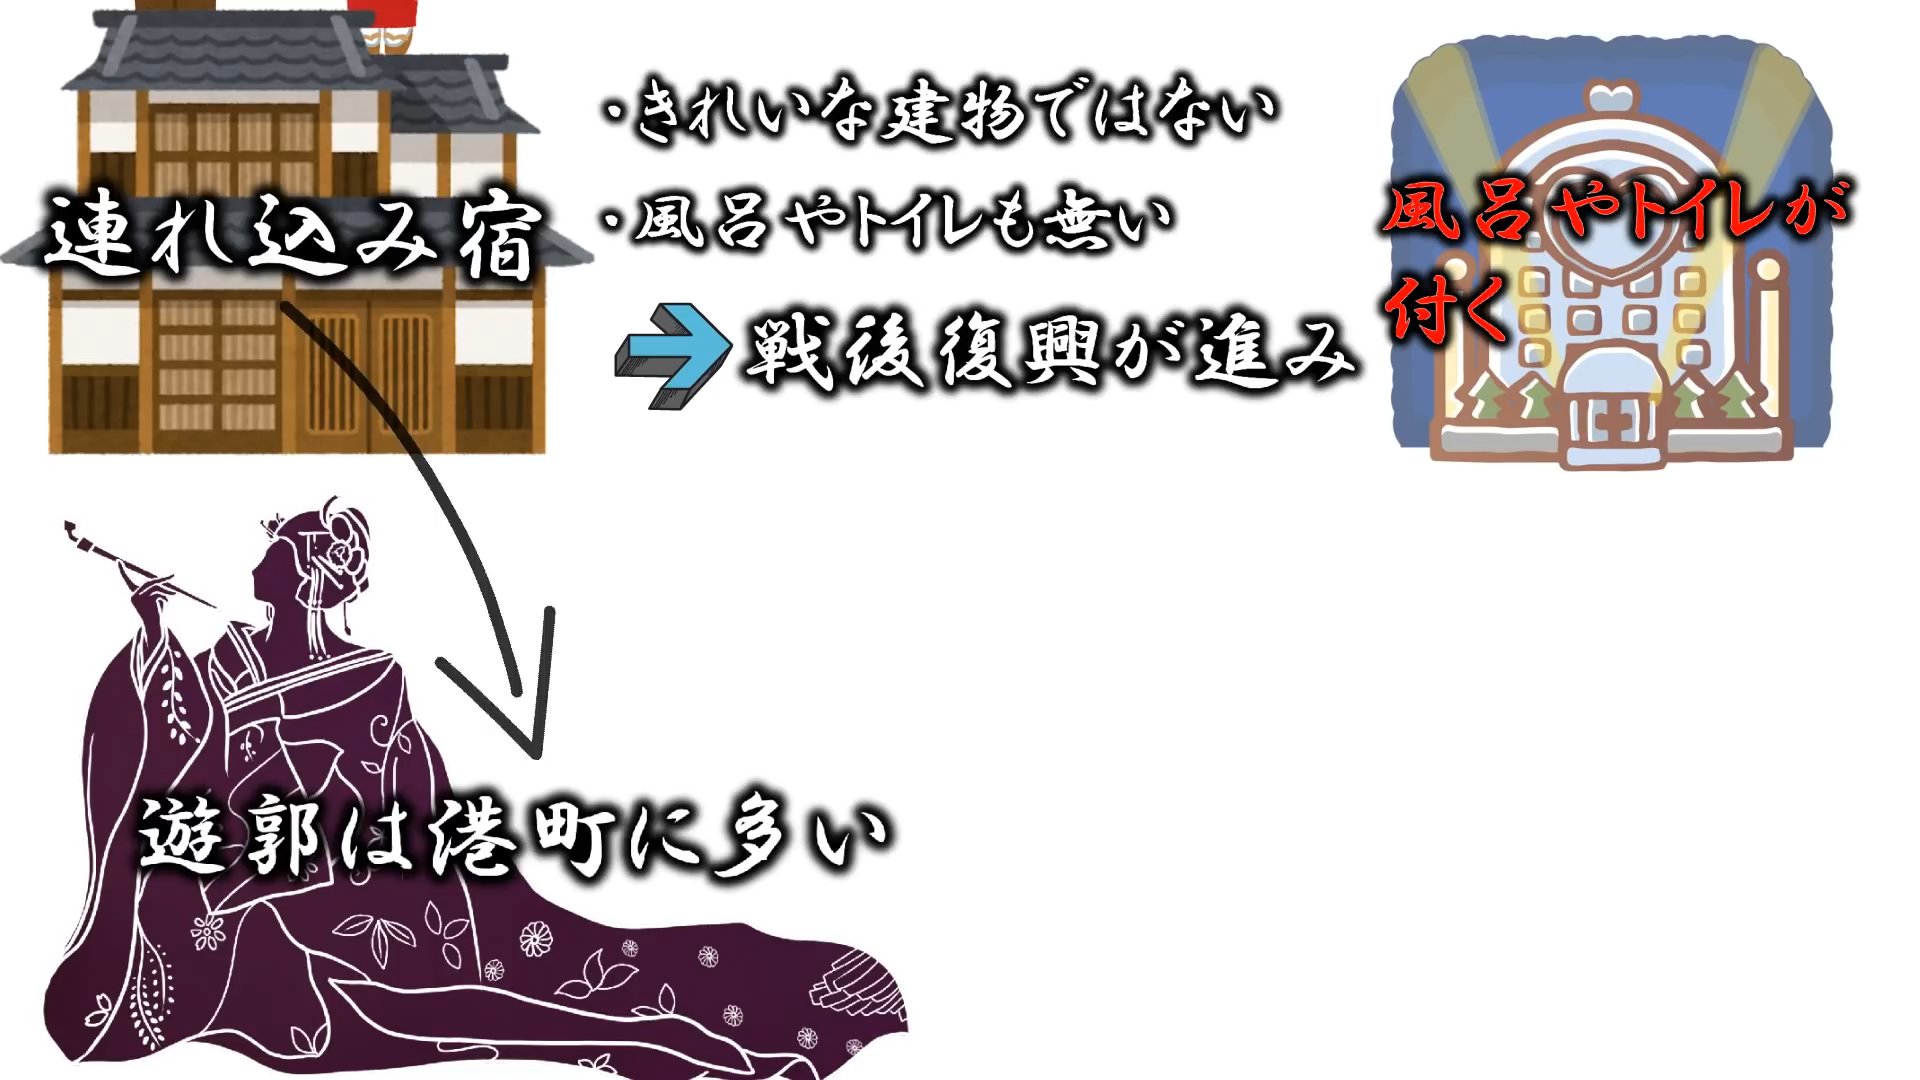 連れ込み宿
・きれいな建物ではない
・風呂やトイレも無い
戦後復興が進み
風呂やトイレが
付く
遊郭は港町に多い